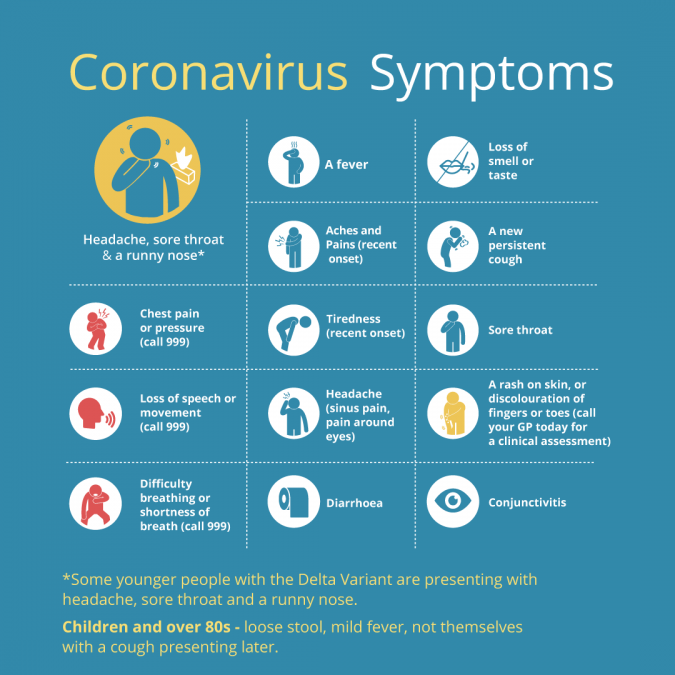 Coronavirus Symptoms
Headache, sore throat
& a runny nose*
A fever
Loss of
smell or
taste
Aches and
Pains (recent
onset)
A new
persistent
cough
Chest pain
or pressure
(call 999)
Tiredness
(recent onset)
Sore throat
Loss of speech or
movement
(call 999)
Headache
(sinus pain,
pain around
eyes)
A rash on skin, or
discolouration of
fingers or toes (call
your GP today for
a clinical assessment)
Difficulty
breathing or
shortness of
breath (call 999)
Diarrhoea
Conjunctivitis
*Some younger people with the Delta Variant are presenting with
headache, sore throat and a runny nose.
Children and over 80s - loose stool, mild fever, not themselves
with a cough presenting later.